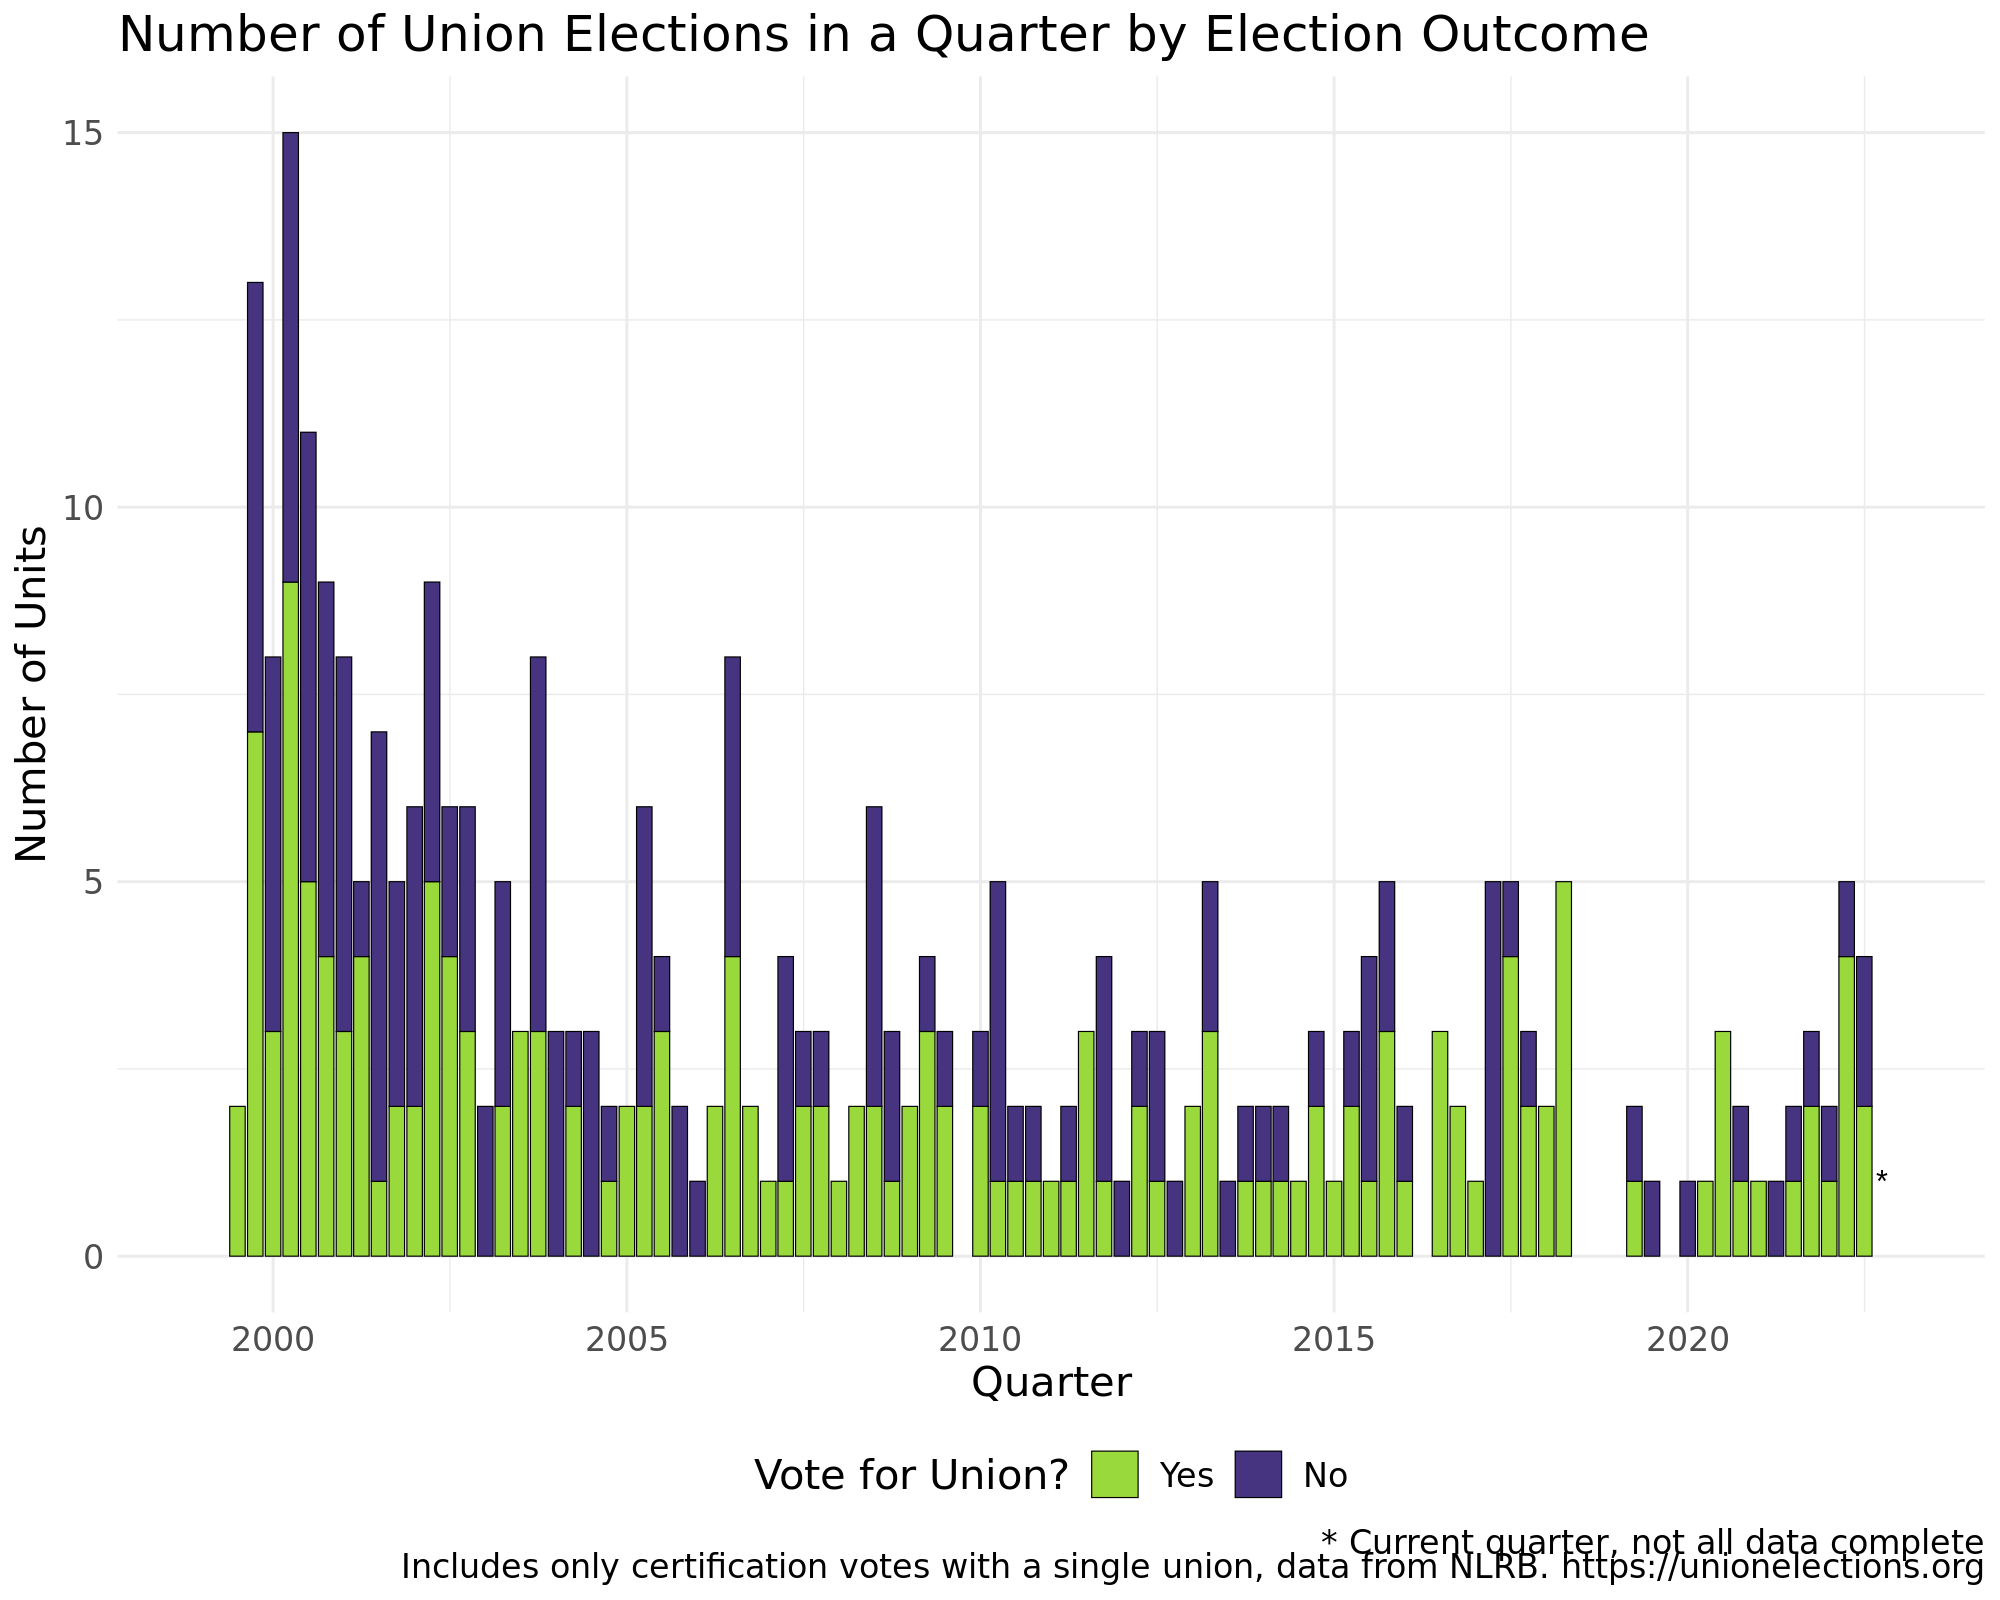 Number of Union Elections in a Quarter by Election Outcome
Number of Units
15
10
5
0
*
2000 2005 2010 2015 2020
Quarter
Vote for Union? Yes No
* Current quarter, not all data complete
Includes only certification votes with a single union, data from NLRB. https://unionelections.org